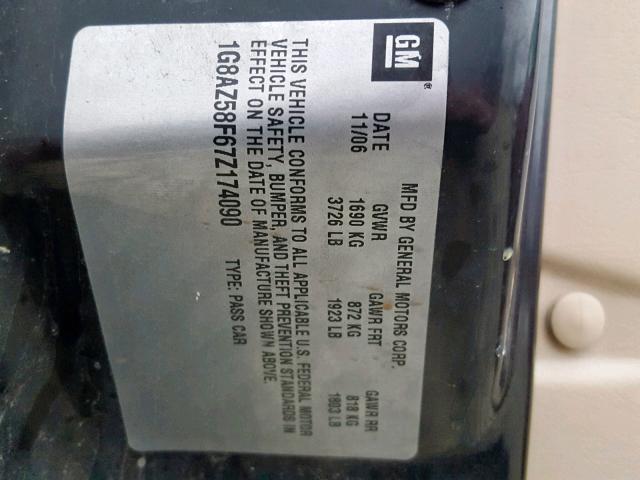 GM®
MFD BY GENERAL MOTORS CORP.
DATE GVWR GAWR FRT GAWR RR
11/06 1690 KG 872 KG 818 KG
3726 LB 1923 LB 1803 LB
THIS VEHICLE CONFORMS TO ALL APPLICABLE U.S. FEDERAL MOTOR
VEHICLE SAFETY, BUMPER, AND THEFT PREVENTION STANDARDS IN
EFFECT ON THE DATE OF MANUFACTURE SHOWN ABOVE.
1G8AZ58F67Z174090 TYPE: PASS CAR